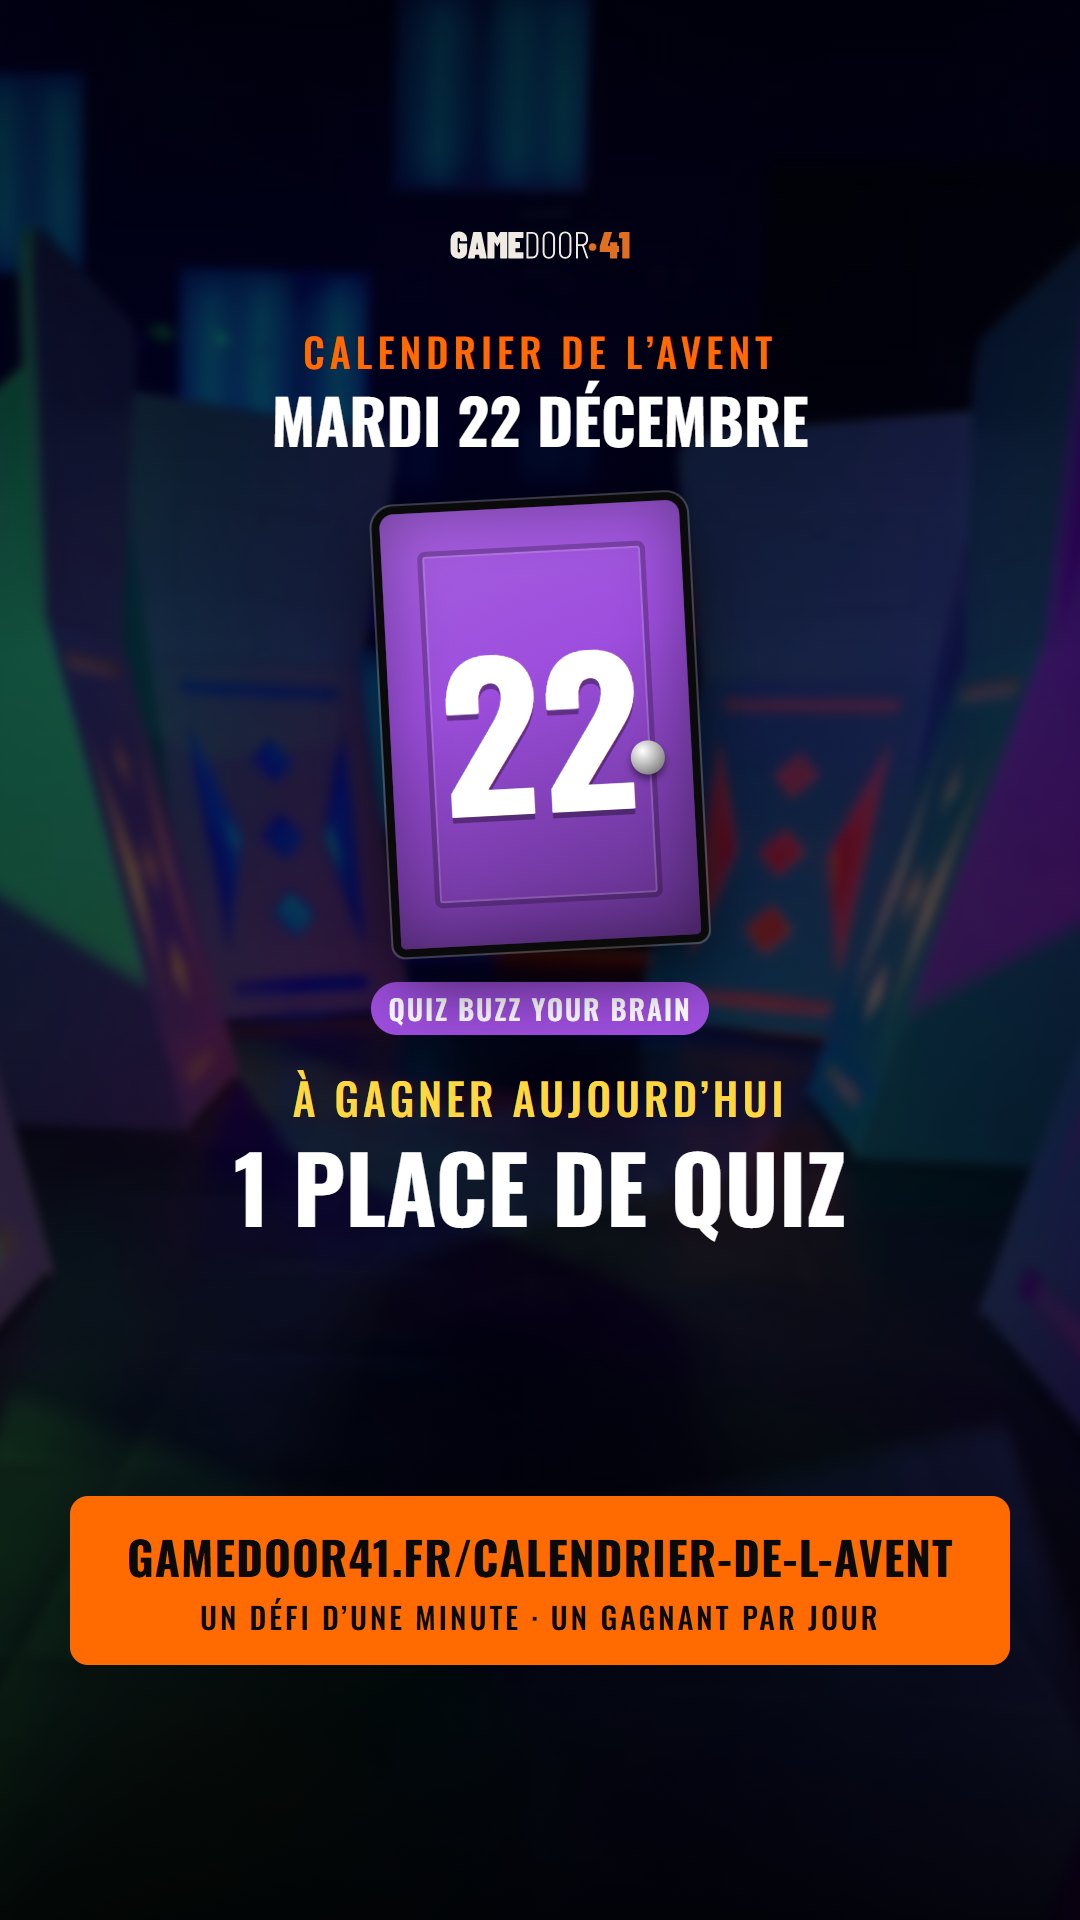 GAMEDOOR·41
CALENDRIER DE L’AVENT
MARDI 22 DÉCEMBRE
22
QUIZ BUZZ YOUR BRAIN
À GAGNER AUJOURD’HUI
1 PLACE DE QUIZ
GAMEDOOR41.FR/CALENDRIER-DE-L-AVENT
UN DÉFI D’UNE MINUTE · UN GAGNANT PAR JOUR